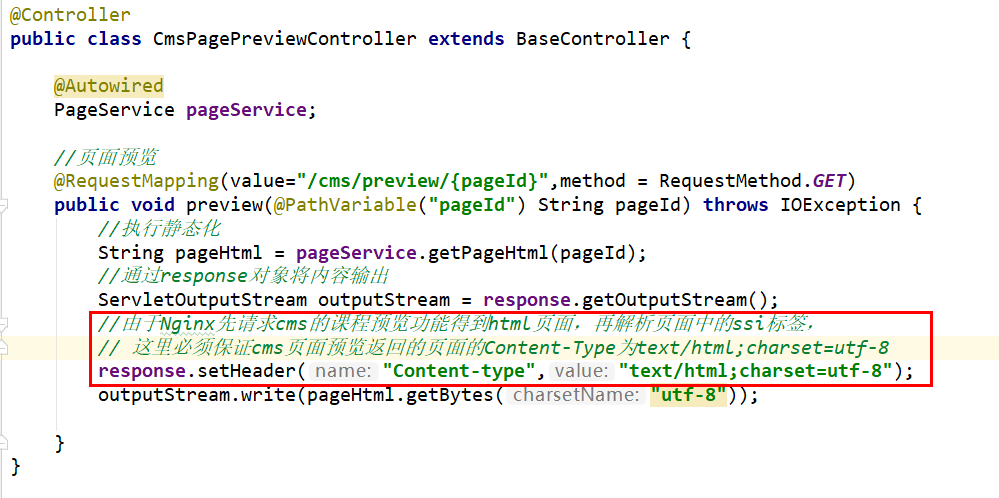 @Controller
public class CmsPagePreviewController extends BaseController {
@Autowired
PageService pageService;
//页面预览
@RequestMapping(value="/cms/preview/{pageId}",method = RequestMethod.GET)
public void preview(@PathVariable("pageId") String pageId) throws IOException {
//执行静态化
String pageHtml = pageService.getPageHtml(pageId);
//通过response对象将内容输出
ServletOutputStream outputStream = response.getOutputStream();
//由于Nginx先请求cms的课程预览功能得到html页面，再解析页面中的ssi标签，
// 这里必须保证cms页面预览返回的页面的Content-Type为text/html;charset=utf-8
response.setHeader( name: "Content-type", value: "text/html;charset=utf-8");
outputStream.write(pageHtml.getBytes( charsetName: "utf-8"));
}
}